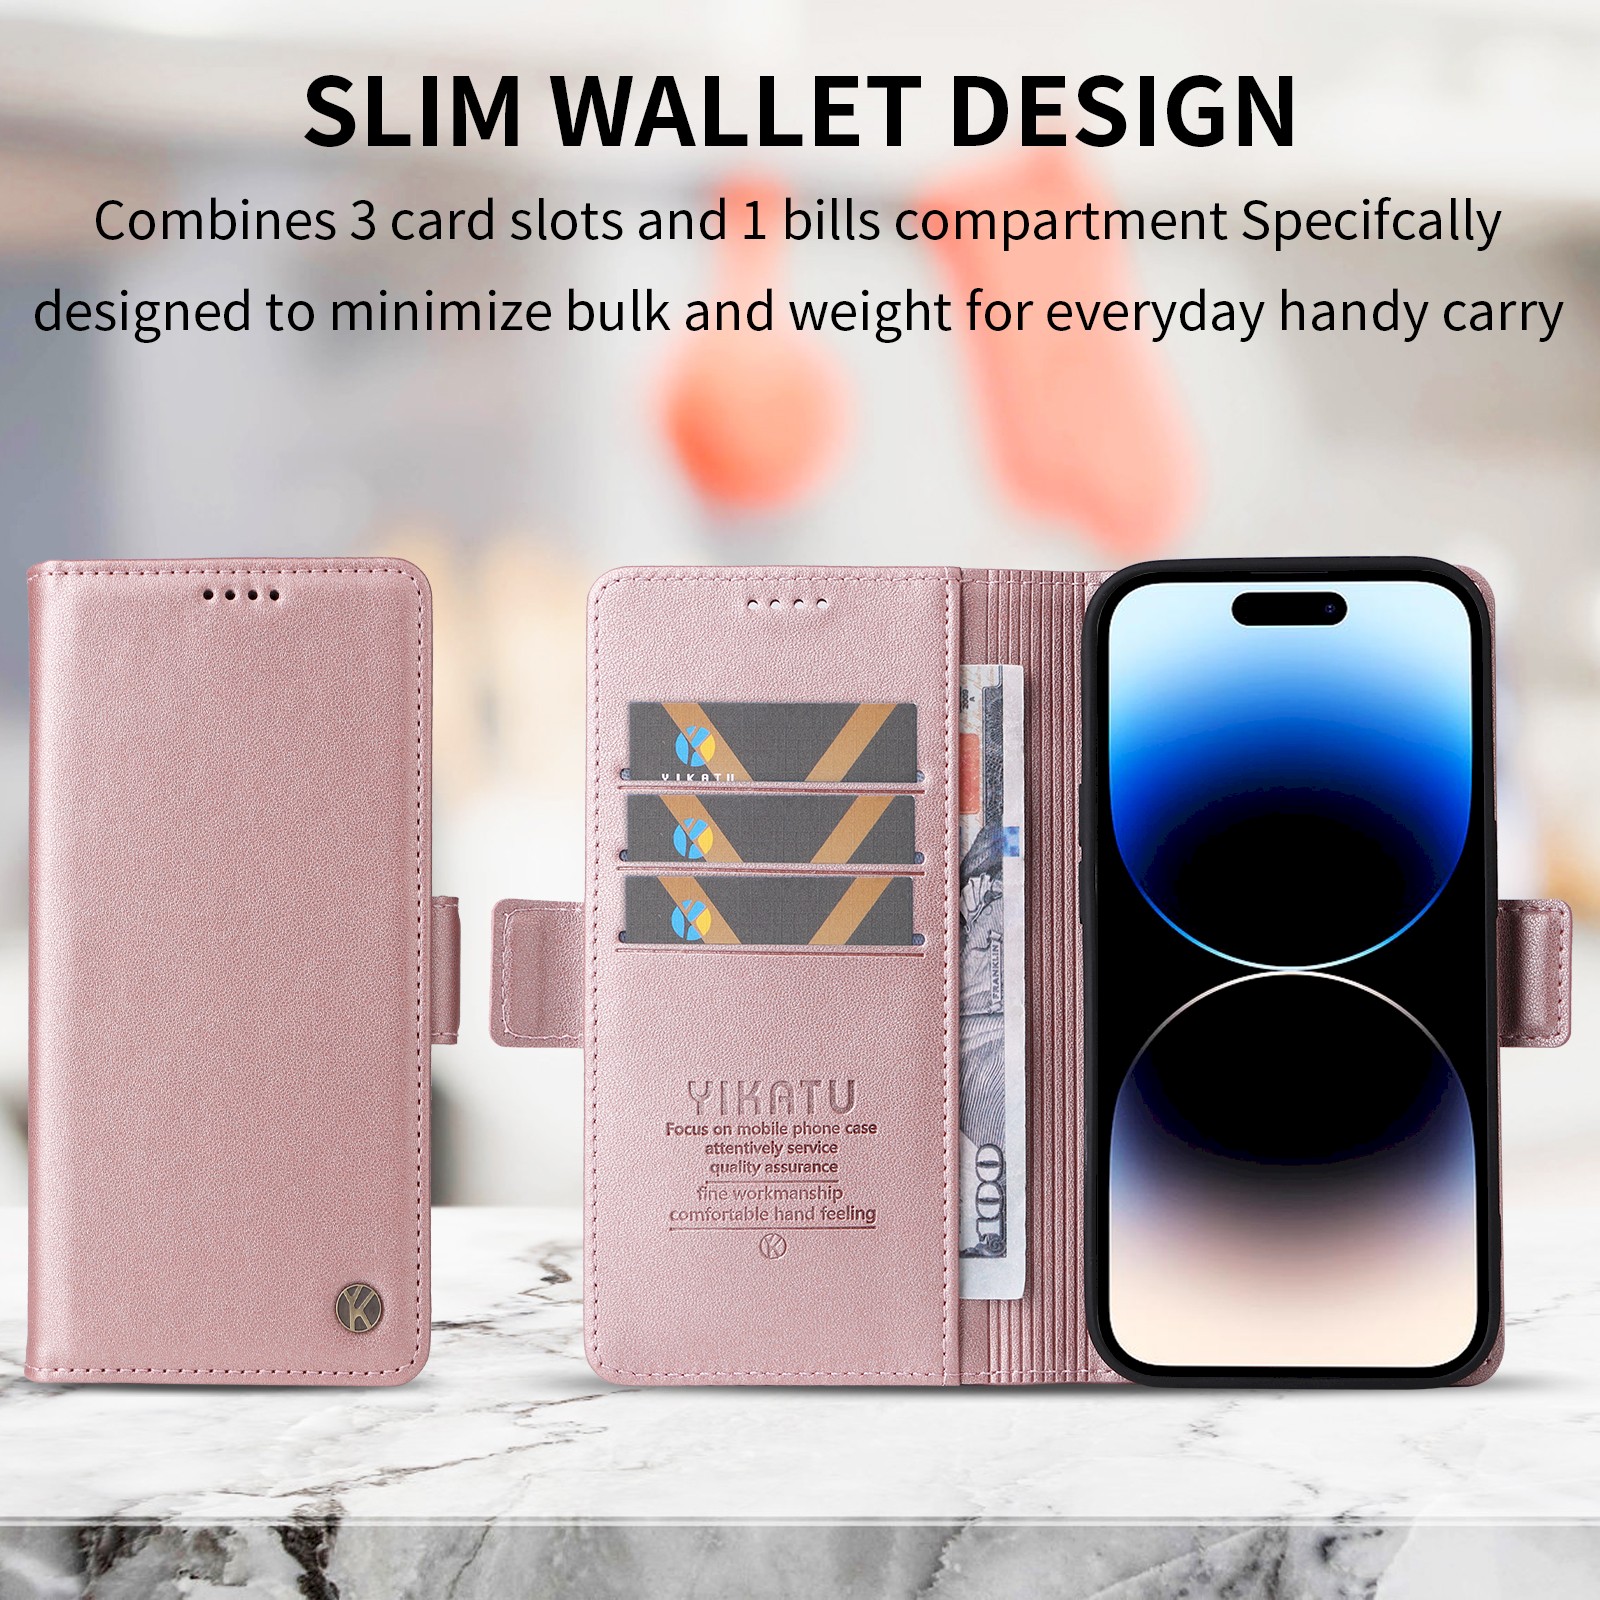 SLIM WALLET DESIGN
Combines 3 card slots and 1 bills compartment Specifcally
designed to minimize bulk and weight for everyday handy carry
YIKATU
YIKATU
Focus on mobile phone case
attentively service
quality assurance
fine workmanship
comfortable hand feeling
FRANKLIN
100